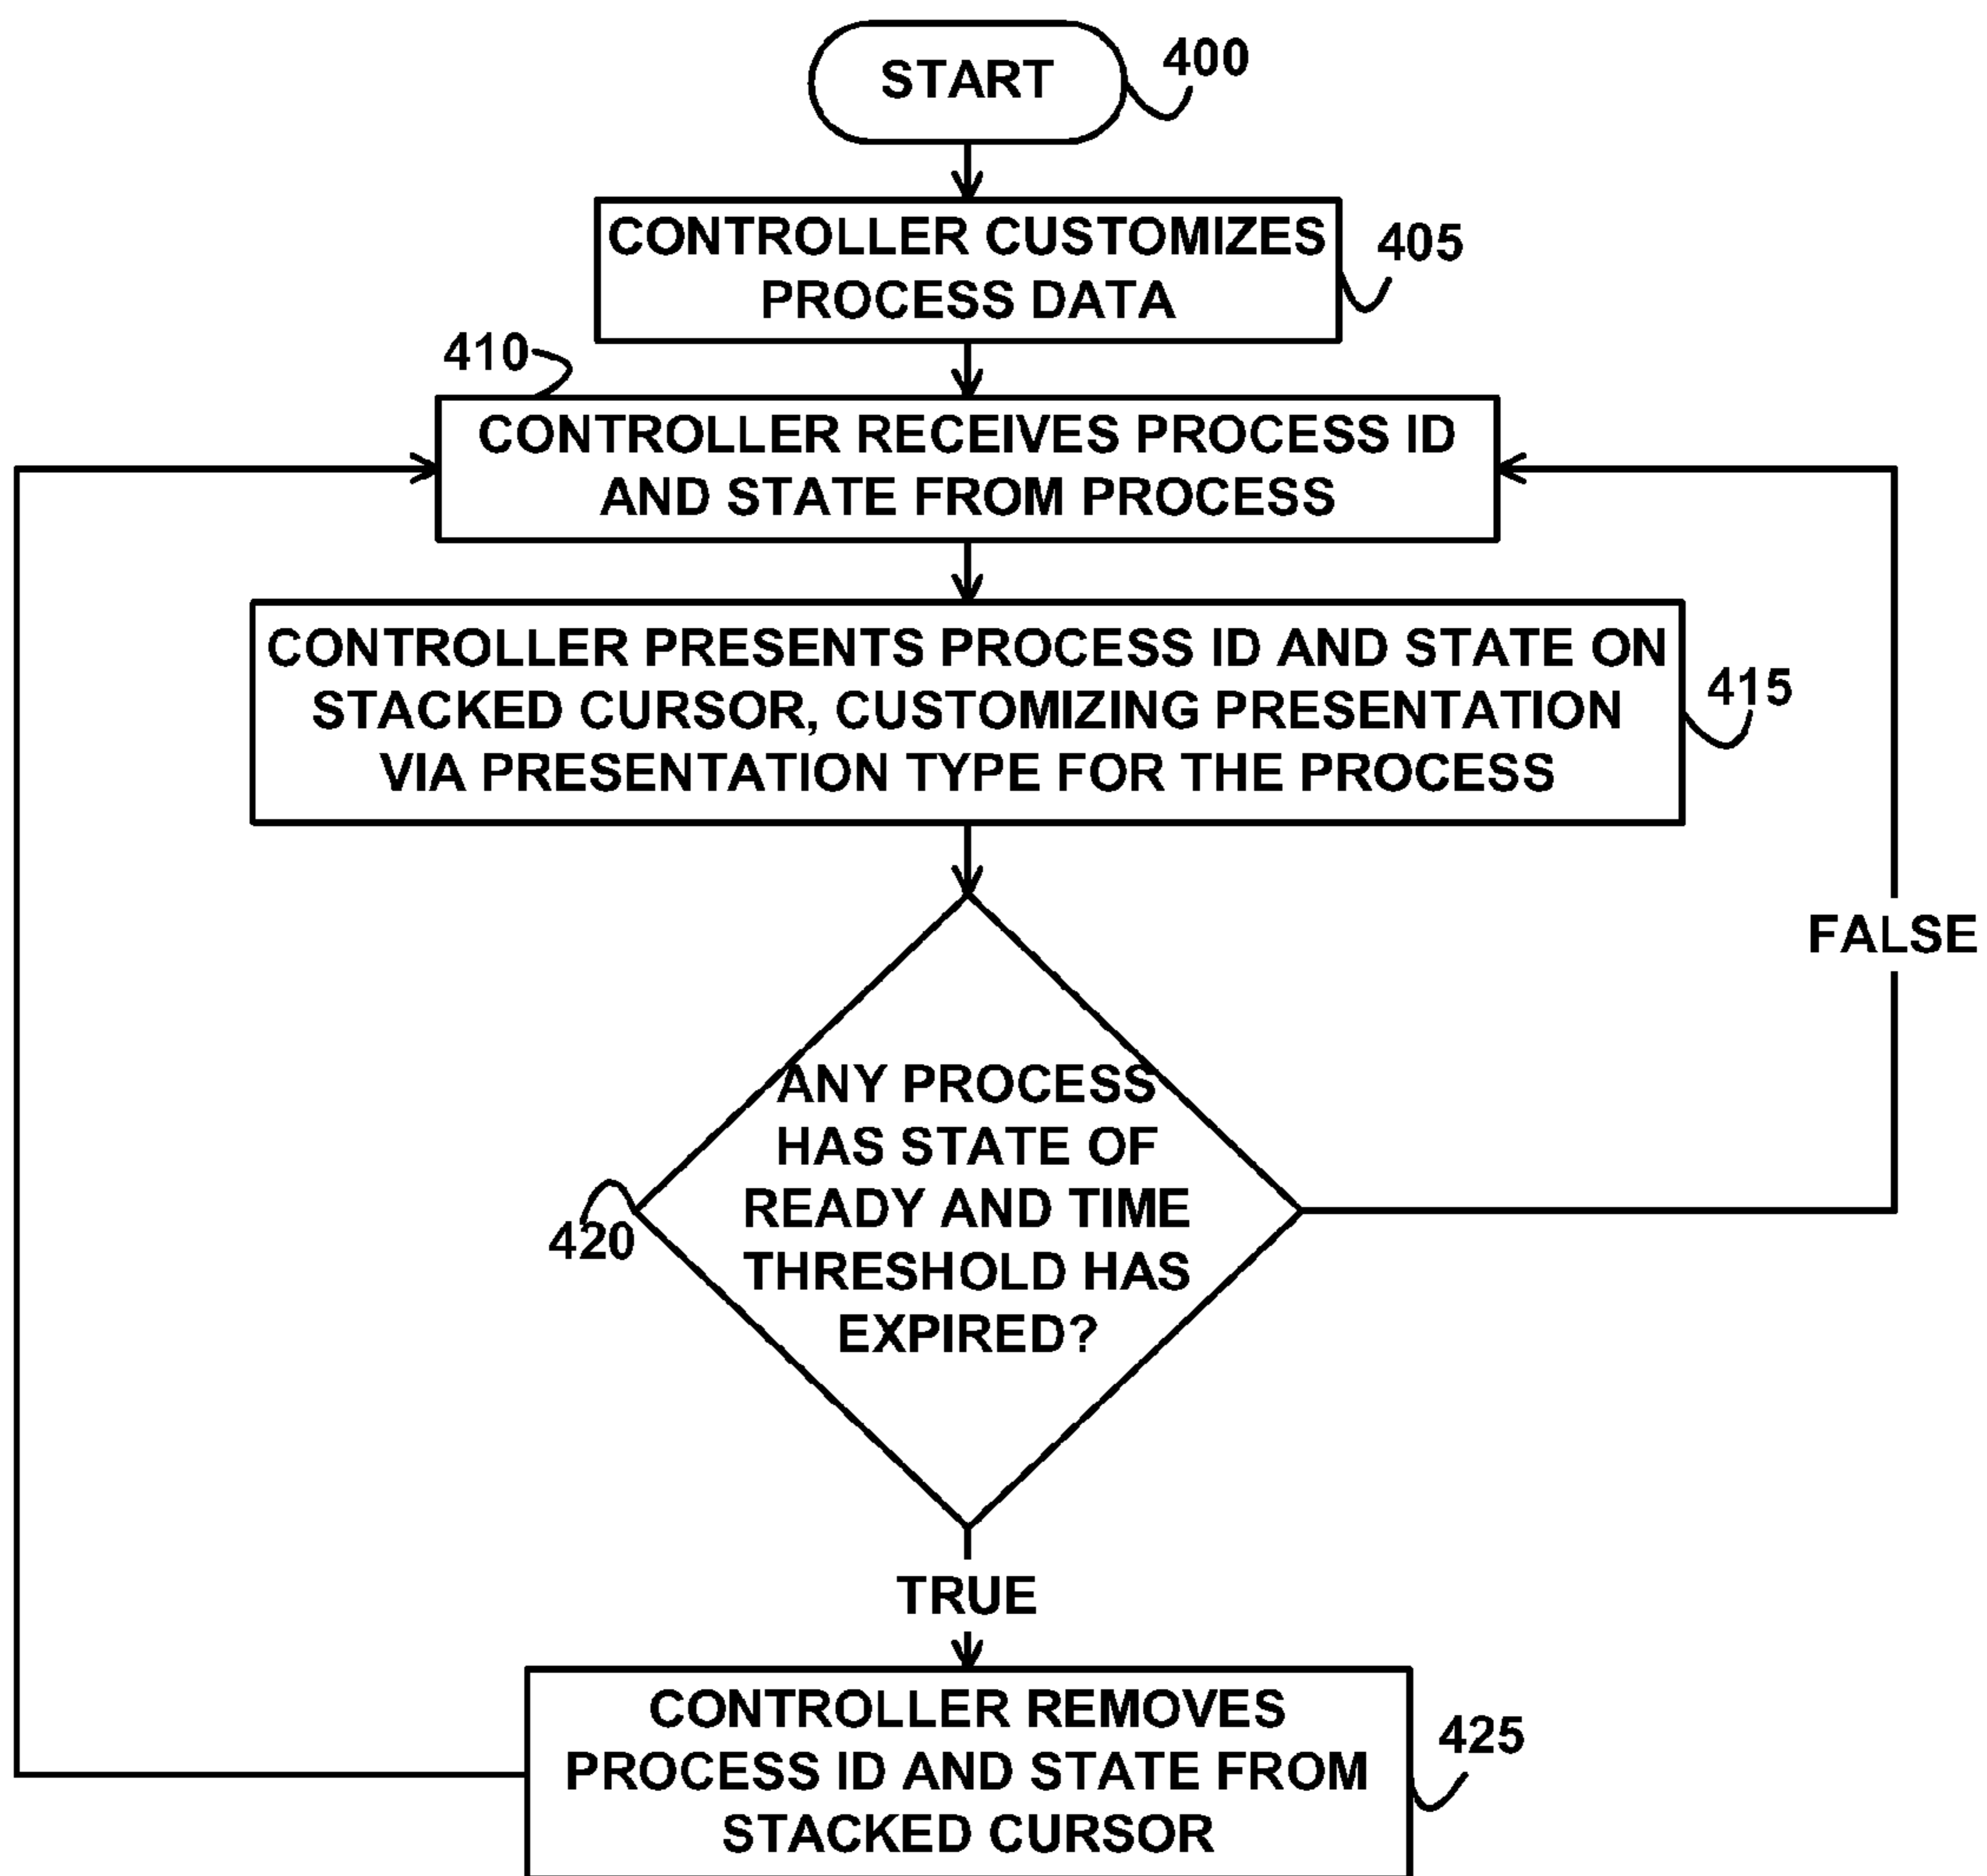 START
400
CONTROLLER CUSTOMIZES
PROCESS DATA
405
410
CONTROLLER RECEIVES PROCESS ID
AND STATE FROM PROCESS
CONTROLLER PRESENTS PROCESS ID AND STATE ON
STACKED CURSOR, CUSTOMIZING PRESENTATION
VIA PRESENTATION TYPE FOR THE PROCESS
415
FALSE
ANY PROCESS
HAS STATE OF
READY AND TIME
THRESHOLD HAS
EXPIRED?
420
TRUE
CONTROLLER REMOVES
PROCESS ID AND STATE FROM
STACKED CURSOR
425